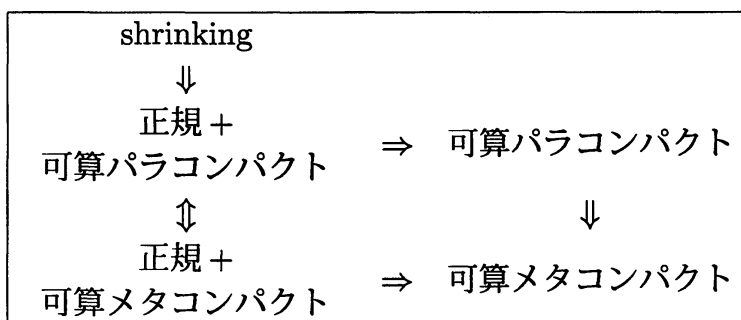 shrinking
⇓
正規 +
可算パラコンパクト ⇒ 可算パラコンパクト
⇕ ⇓
正規 +
可算メタコンパクト ⇒ 可算メタコンパクト